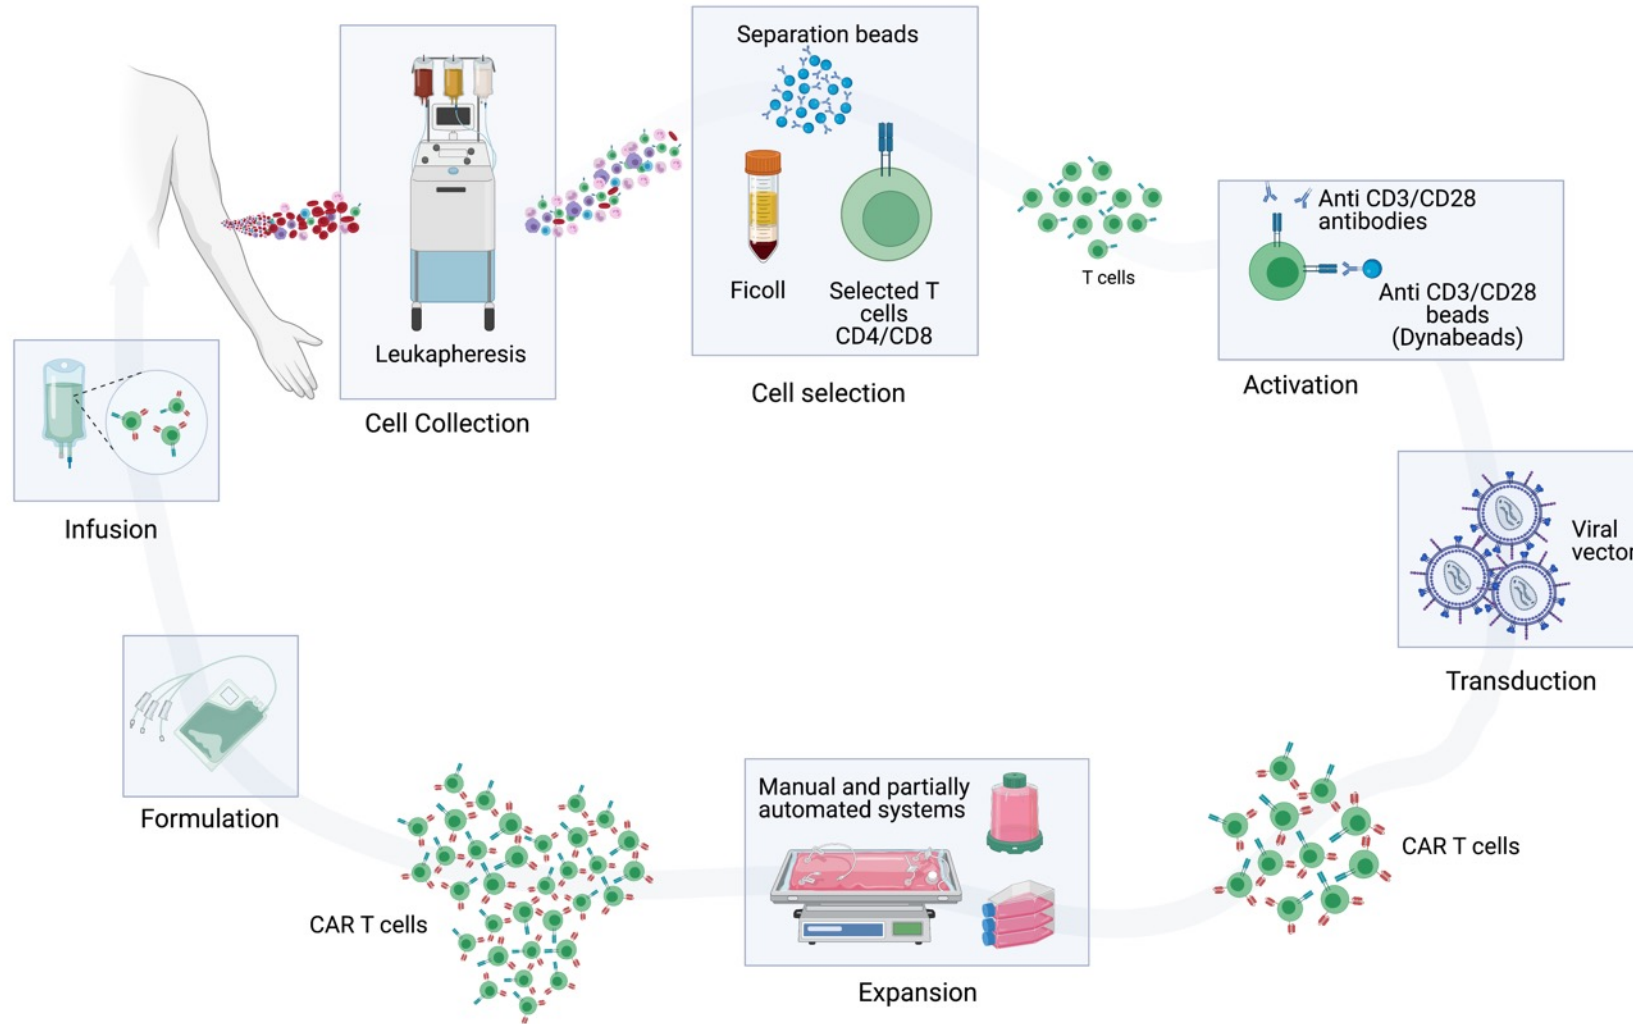 Separation beads
Ficoll
Selected T
cells
CD4/CD8
Cell selection
Leukapheresis
Cell Collection
T cells
Anti CD3/CD28
antibodies
Anti CD3/CD28
beads
(Dynabeads)
Activation
Viral
vector
Transduction
CAR T cells
Manual and partially
automated systems
Expansion
CAR T cells
Formulation
Infusion